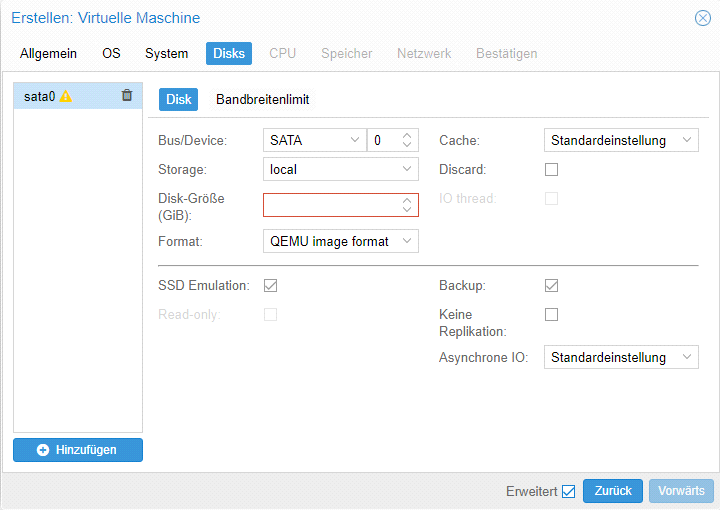 Erstellen: Virtuelle Maschine
Allgemein OS System Disks CPU Speicher Netzwerk Bestätigen
sata0
Disk Bandbreitenlimit
Bus/Device: SATA 0 Cache: Standardeinstellung
Storage: local Discard:
Disk-Größe
(GiB):
IO thread:
Format: QEMU image format
SSD Emulation: Backup:
Read-only: Keine
Replikation:
Asynchrone IO: Standardeinstellung
Hinzufügen
Erweitert Zurück Vorwärts